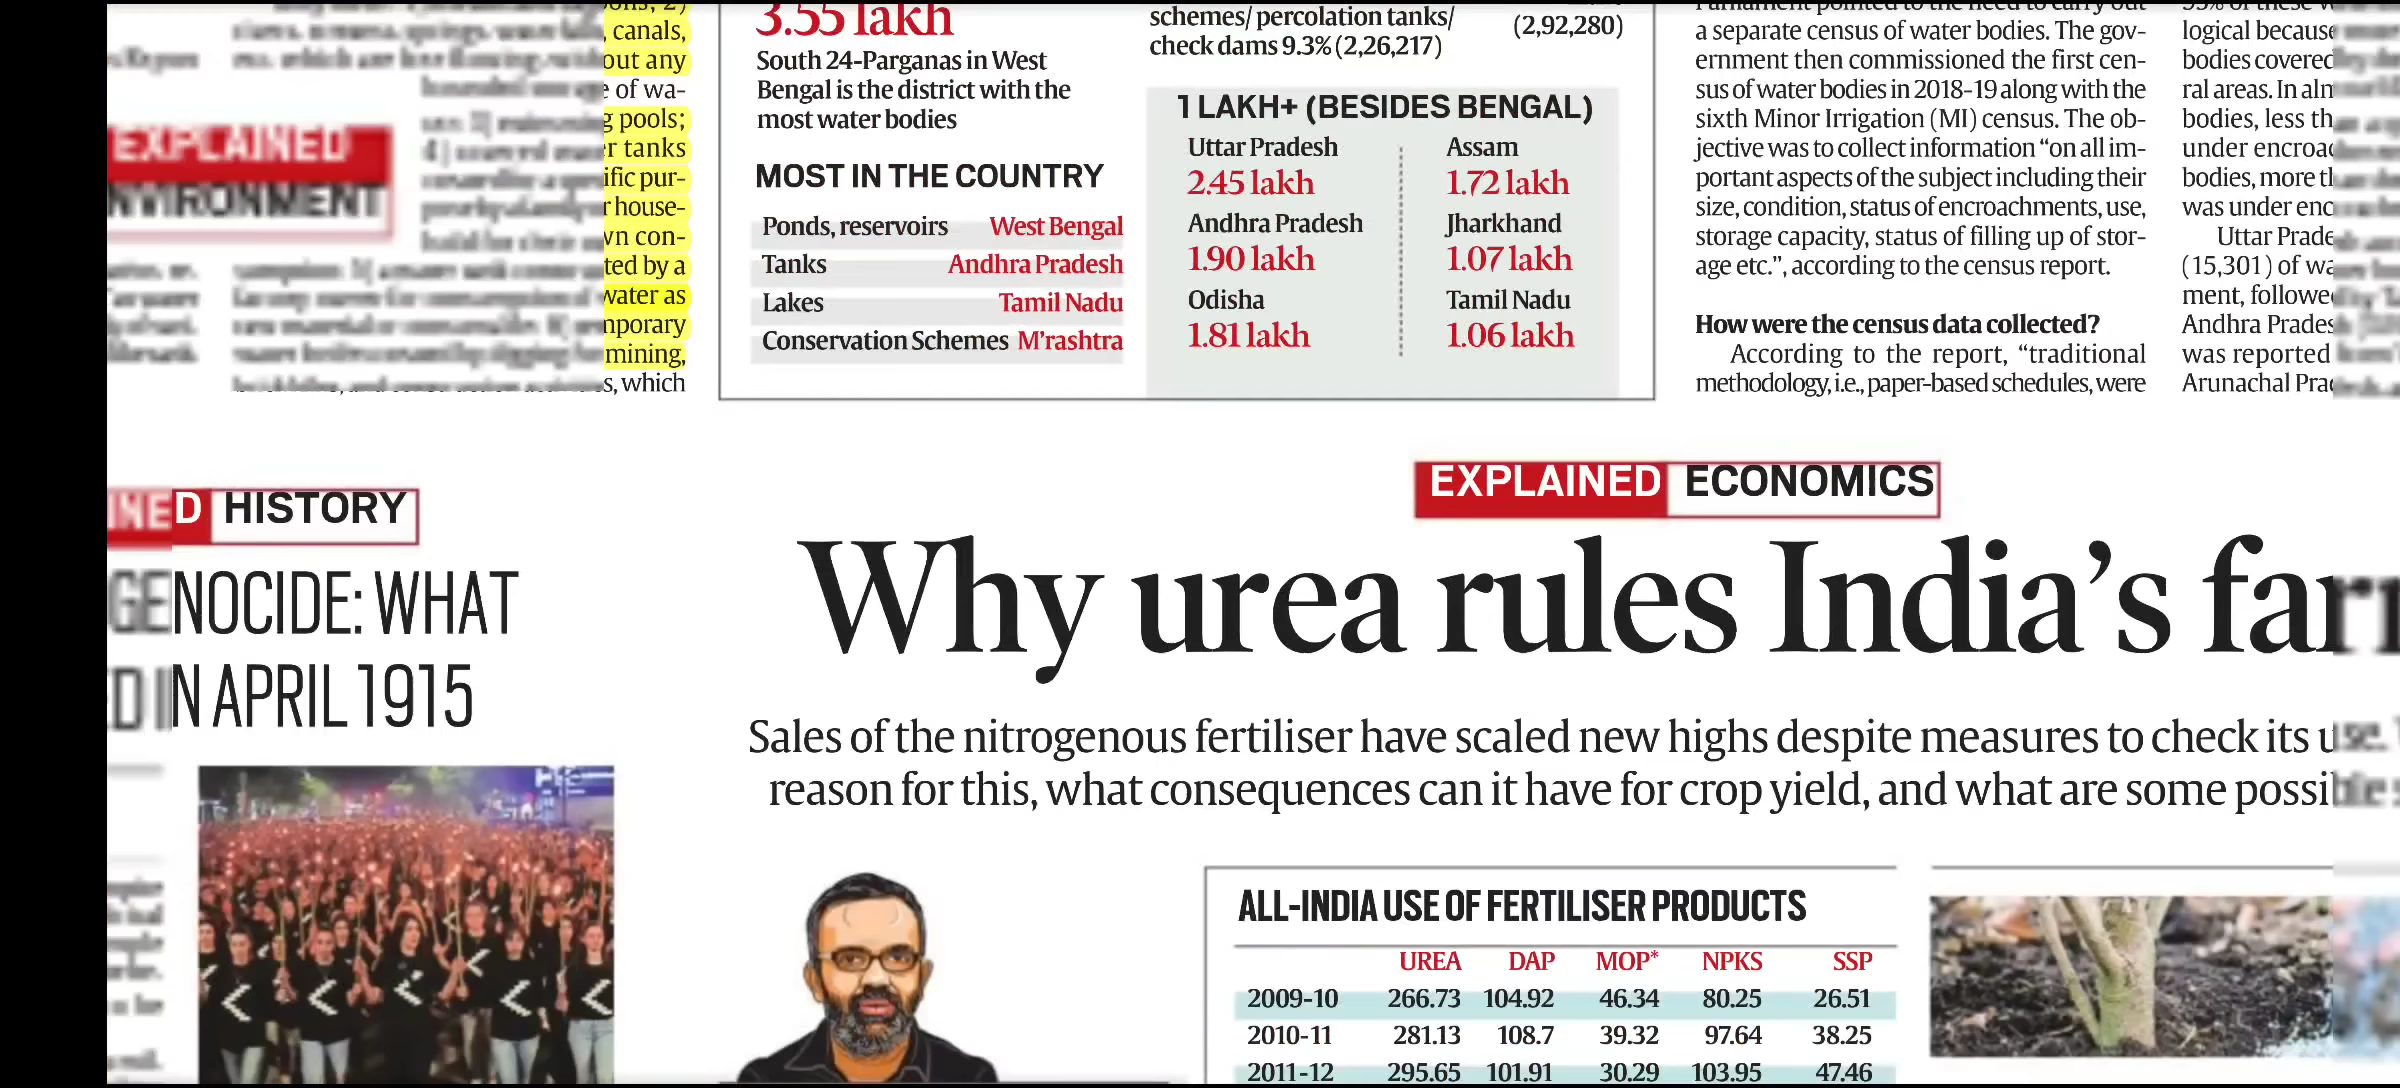 canals,
out any
of wa-
EXPLAINED
ENVIRONMENT
pools;
r tanks
ific pur-
house-
wn con-
ted by a
water as
mporary
mining,
s, which
3.55 lakh
South 24-Parganas in West
Bengal is the district with the
most water bodies
MOST IN THE COUNTRY
Ponds, reservoirs West Bengal
Tanks Andhra Pradesh
Lakes Tamil Nadu
Conservation Schemes M'rashtra
schemes/ percolation tanks/
check dams 9.3% (2,26,217)
(2,92,280)
1 LAKH+ (BESIDES BENGAL)
Uttar Pradesh
2.45 lakh
Andhra Pradesh
1.90 lakh
Odisha
1.81 lakh
Assam
1.72 lakh
Jharkhand
1.07 lakh
Tamil Nadu
1.06 lakh
Parliament pointed to the need to carry out
a separate census of water bodies. The gov-
ernment then commissioned the first cen-
sus of water bodies in 2018-19 along with the
sixth Minor Irrigation (MI) census. The ob-
jective was to collect information “on all im-
portant aspects of the subject including their
size, condition, status of encroachments, use,
storage capacity, status of filling up of stor-
age etc.”, according to the census report.
How were the census data collected?
According to the report, “traditional
methodology, i.e., paper-based schedules, were
logical because
bodies covered
ral areas. In
bodies, less
under
bodies, more
was under
Uttar
(15,301) of
ment,
Andhra
was reported
Arunachal
INED HISTORY
GENOCIDE: WHAT
ED IN APRIL 1915
EXPLAINED ECONOMICS
Why urea rules India’s far
Sales of the nitrogenous fertiliser have scaled new highs despite measures to check its use.
reason for this, what consequences can it have for crop yield, and what are some possible
ALL-INDIA USE OF FERTILISER PRODUCTS
UREA DAP MOP* NPKS SSP
2009-10 266.73 104.92 46.34 80.25 26.51
2010-11 281.13 108.7 39.32 97.64 38.25
2011-12 295.65 101.91 30.29 103.95 47.46